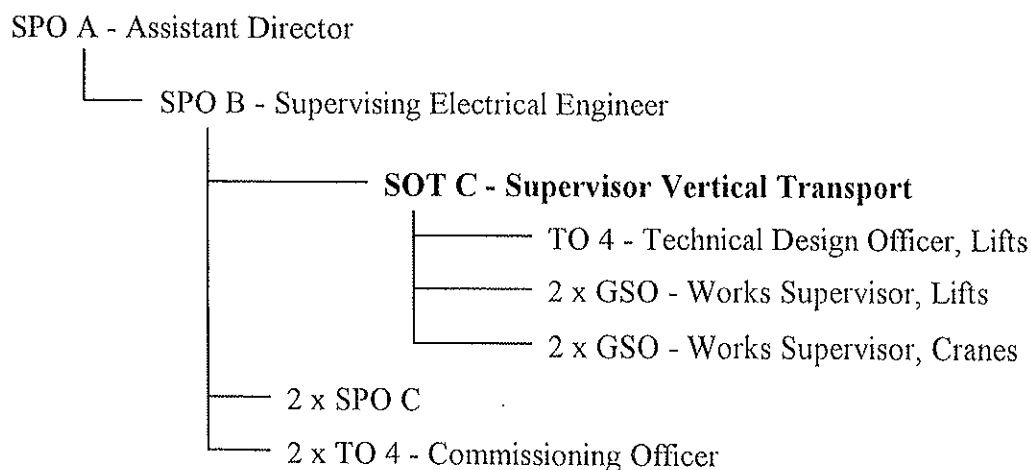 SPO A - Assistant Director
SPO B - Supervising Electrical Engineer
SOT C - Supervisor Vertical Transport
TO 4 - Technical Design Officer, Lifts
2 x GSO - Works Supervisor, Lifts
2 x GSO - Works Supervisor, Cranes
2 x SPO C
2 x TO 4 - Commissioning Officer